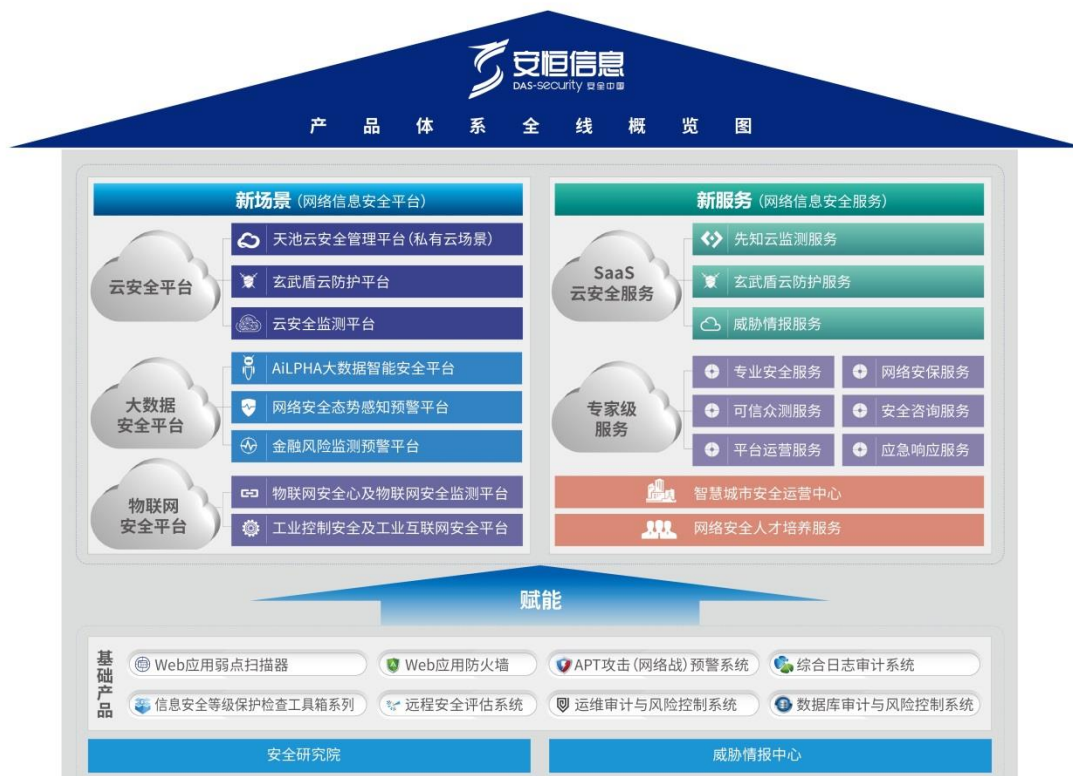 安恒信息
DAS-security 安全中国
产品体系全线概览图
新场景 (网络信息安全平台)
云安全平台
天池云安全管理平台(私有云场景)
玄武盾云防护平台
云安全监测平台
大数据
安全平台
AiLPHA大数据智能安全平台
网络安全态势感知预警平台
金融风险监测预警平台
物联网
安全平台
物联网安全心及物联网安全监测平台
工业控制安全及工业互联网安全平台
新服务 (网络信息安全服务)
SaaS
云安全服务
先知云监测服务
玄武盾云防护服务
威胁情报服务
专家级
服务
专业安全服务
网络安保服务
可信众测服务
安全咨询服务
平台运营服务
应急响应服务
智慧城市安全运营中心
网络安全人才培养服务
赋能
基础产品
Web应用弱点扫描器
Web应用防火墙
APT攻击(网络战)预警系统
综合日志审计系统
信息安全等级保护检查工具箱系列
远程安全评估系统
运维审计与风险控制系统
数据库审计与风险控制系统
安全研究院
威胁情报中心